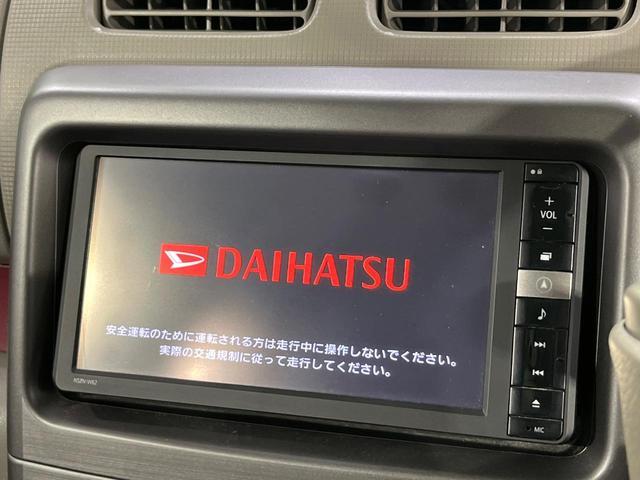 DAIHATSU
安全運転のために運転される方は走行中に操作しないでください。
実際の交通規制に従って走行してください。
+
VOL
-
MIC
NSZN-W62